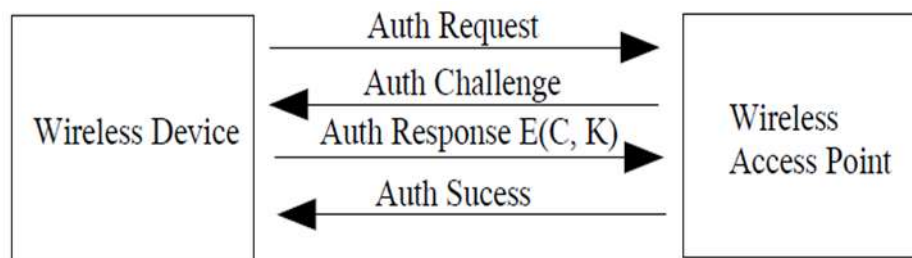 Auth Request
Auth Challenge
Wireless Device
Auth Response E(C, K)
Wireless
Access Point
Auth Sucess